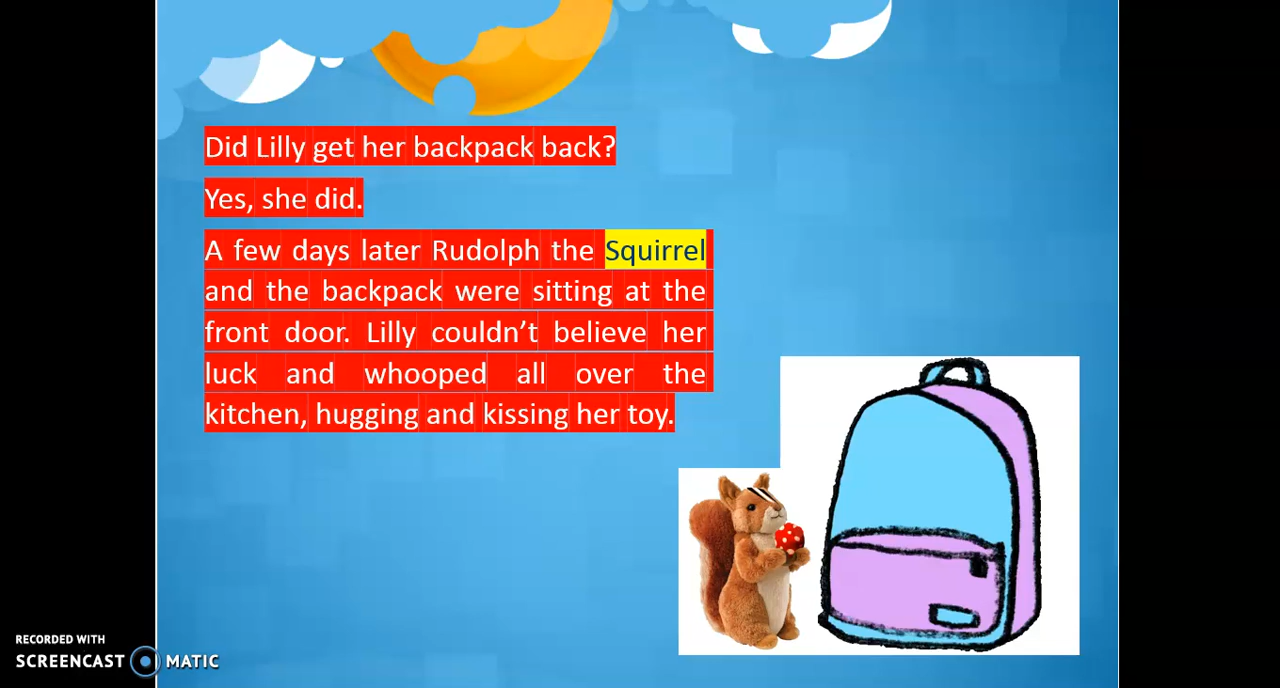 Did Lilly get her backpack back?
Yes, she did.
A few days later Rudolph the Squirrel
and the backpack were sitting at the
front door. Lilly couldn’t believe her
luck and whooped all over the
kitchen, hugging and kissing her toy.
RECORDED WITH
SCREENCAST MATIC